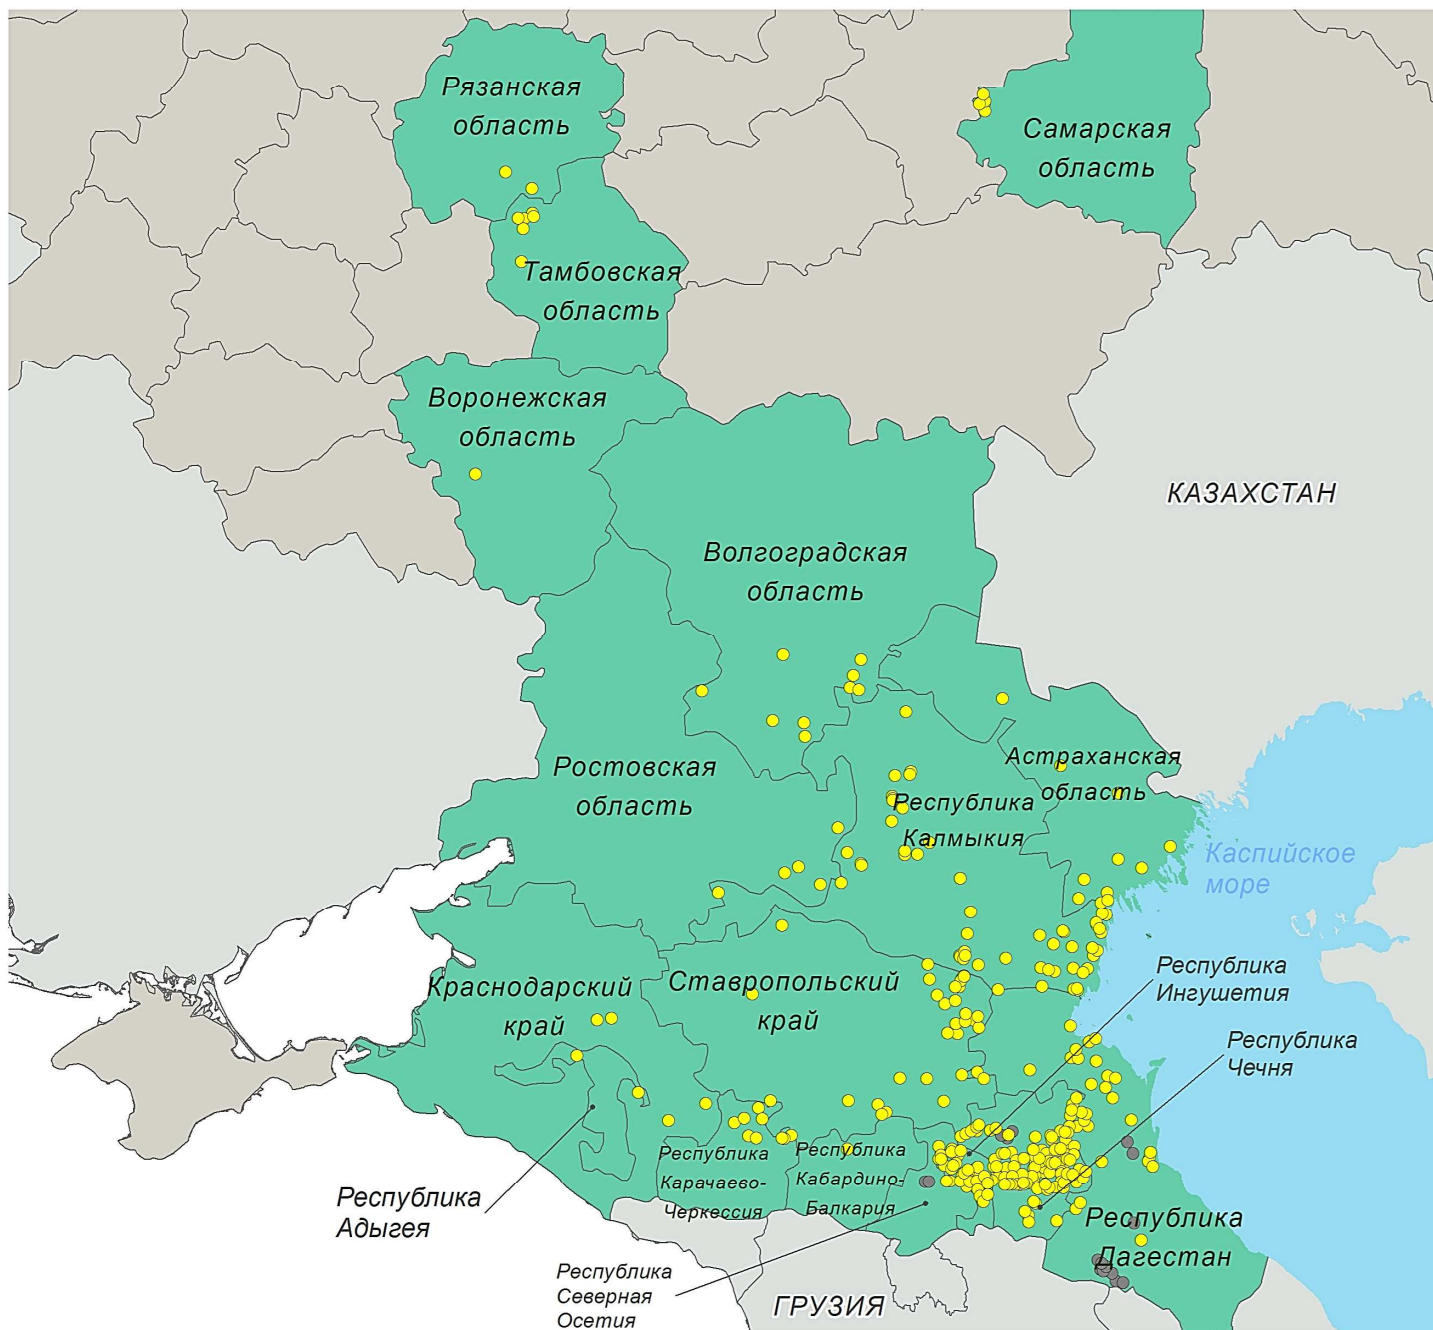 Рязанская
область
Самарская
область
Тамбовская
область
Воронежская
область
КАЗАХСТАН
Волгоградская
область
Астраханская
область
Ростовская
область
Республика
Калмыкия
Каспийское
море
Республика
Ингушетия
Краснодарский
край
Ставропольский
край
Республика
Чечня
Республика
Карачаево-
Черкессия
Республика
Кабардино-
Балкария
Республика
Адыгея
Республика
Дагестан
Республика
Северная
Осетия
ГРУЗИЯ